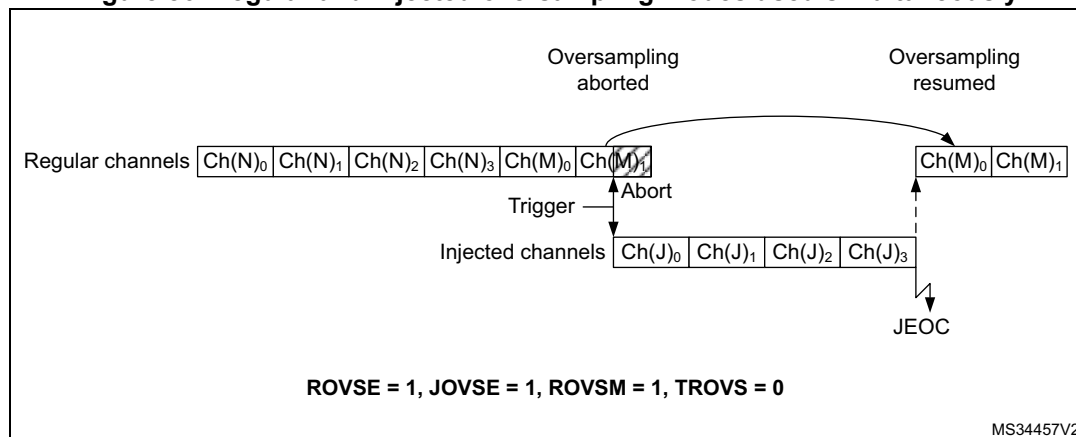 Oversampling
aborted
Oversampling
resumed
Regular channels Ch(N)0 Ch(N)1 Ch(N)2 Ch(N)3 Ch(M)0 Ch(M)1 Ch(M)0 Ch(M)1
Abort
Trigger
Injected channels Ch(J)0 Ch(J)1 Ch(J)2 Ch(J)3
JEOC
ROVSE = 1, JOVSE = 1, ROVSM = 1, TROVS = 0
MS34457V2